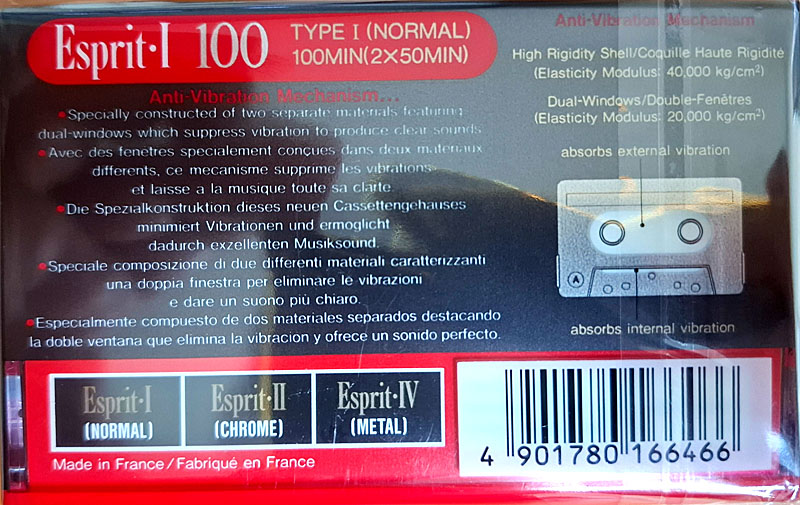 Esprit·I 100
TYPE I (NORMAL)
100MIN(2×50MIN)
Anti-Vibration Mechanism...
•Specially constructed of two separate materials featuring
dual-windows which suppress vibration to produce clear sounds.
•Avec des fenêtres specialement conçues dans deux materiaux
differents, ce mecanisme supprime les vibrations
et laisse a la musique toute sa clarte.
•Die Spezialkonstruktion dieses neuen Cassettengehauses
minimiert Vibrationen und ermoglicht
dadurch exzellenten Musiksound.
•Speciale composizione di due differenti materiali caratterizzanti
una doppia finestra per eliminare le vibrazioni
e dare un suono più chiaro.
•Especialmente compuesto de dos materiales separados destacando
la doble ventana que elimina la vibracion y ofrece un sonido perfecto.
Anti-Vibration Mechanism
High Rigidity Shell/Coquille Haute Rigidité
(Elasticity Modulus: 40,000 kg/cm²)
Dual-Windows/Double-Fenêtres
(Elasticity Modulus: 20,000 kg/cm²)
absorbs external vibration
A
absorbs internal vibration
Esprit·I
(NORMAL)
Esprit·II
(CHROME)
Esprit·IV
(METAL)
Made in France/Fabriqué en France
4 901780 166466